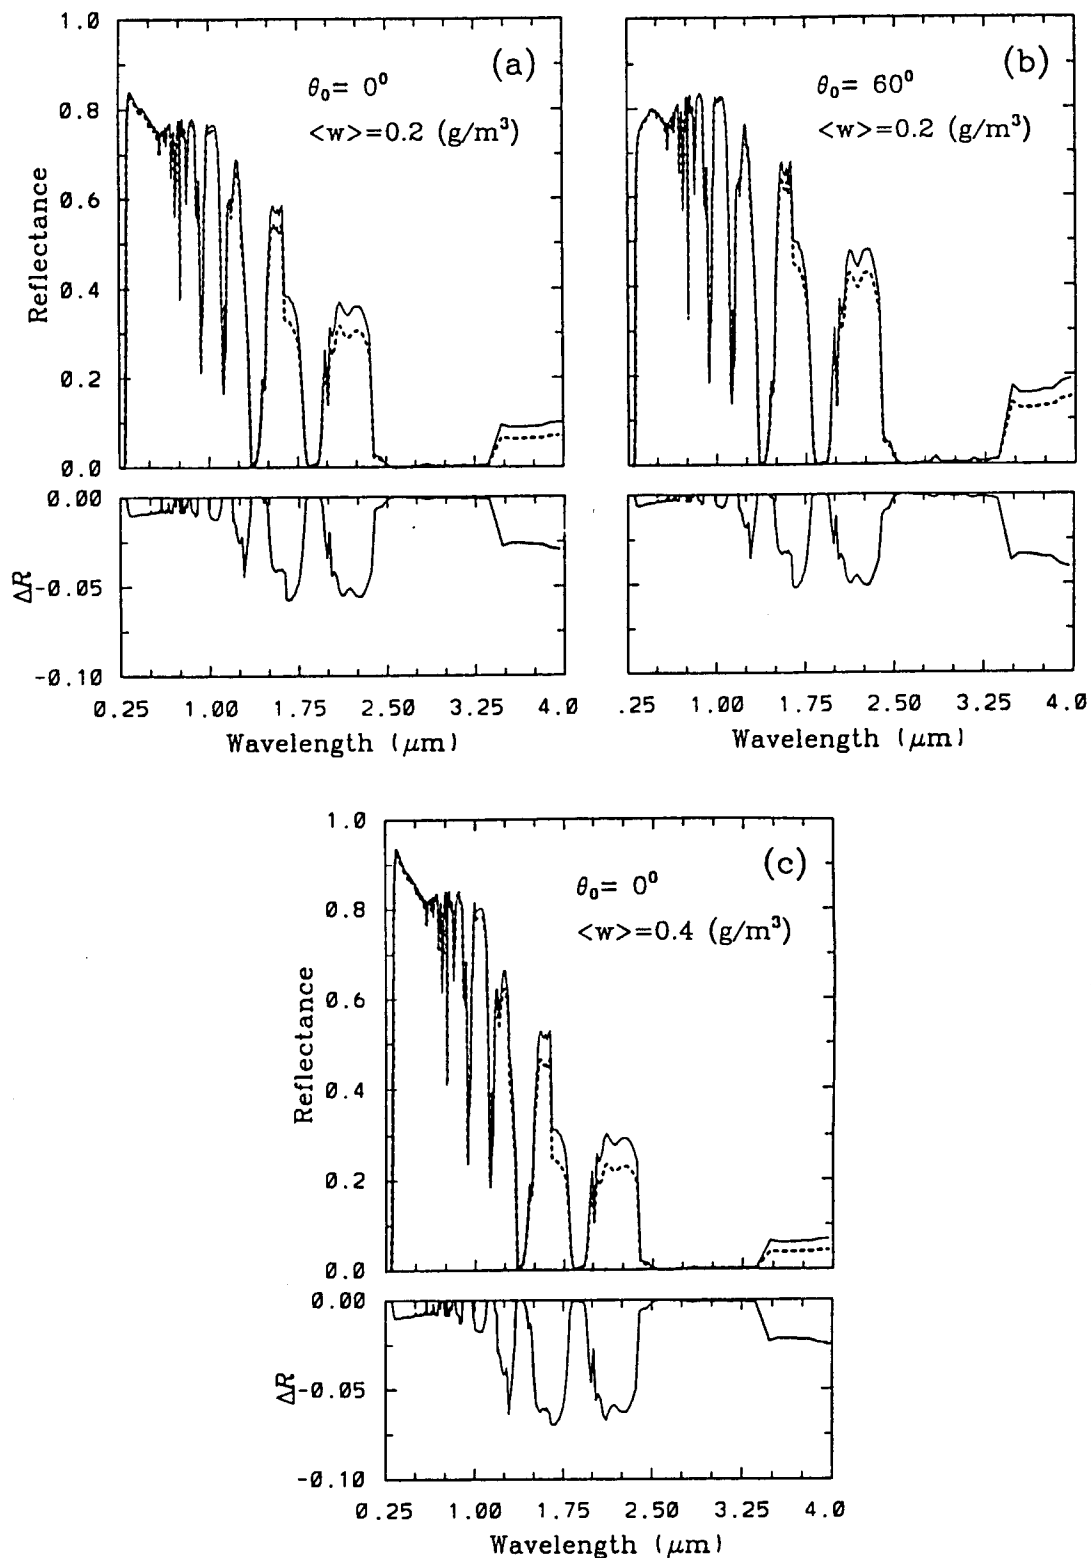 (a)
θ₀= 0⁰
<w>=0.2 (g/m³)
Reflectance
1.0
0.8
0.6
0.4
0.2
0.0
ΔR
0.00
-0.05
-0.10
0.25 1.00 1.75 2.50 3.25 4.0
Wavelength (μm)
(b)
θ₀= 60⁰
<w>=0.2 (g/m³)
.25 1.00 1.75 2.50 3.25 4.0
Wavelength (μm)
(c)
θ₀= 0⁰
<w>=0.4 (g/m³)
Reflectance
1.0
0.8
0.6
0.4
0.2
0.0
ΔR
0.00
-0.05
-0.10
0.25 1.00 1.75 2.50 3.25 4.0
Wavelength (μm)